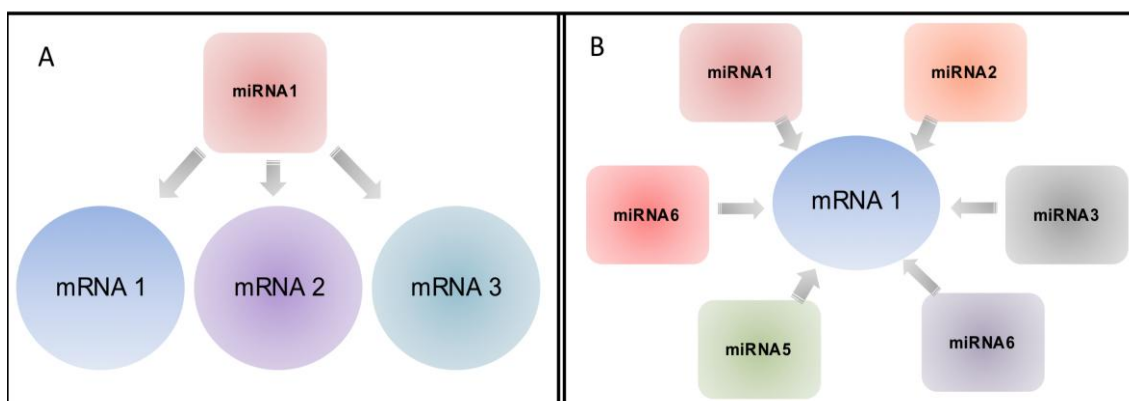 A
miRNA1
mRNA 1
mRNA 2
mRNA 3
B
miRNA1
miRNA2
miRNA6
mRNA 1
miRNA3
miRNA5
miRNA6